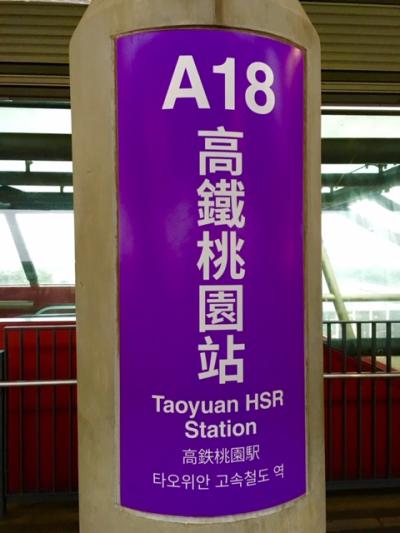 A18
高鐵桃園站
Taoyuan HSR
Station
高鉄桃園駅
타오위안 고속철도 역